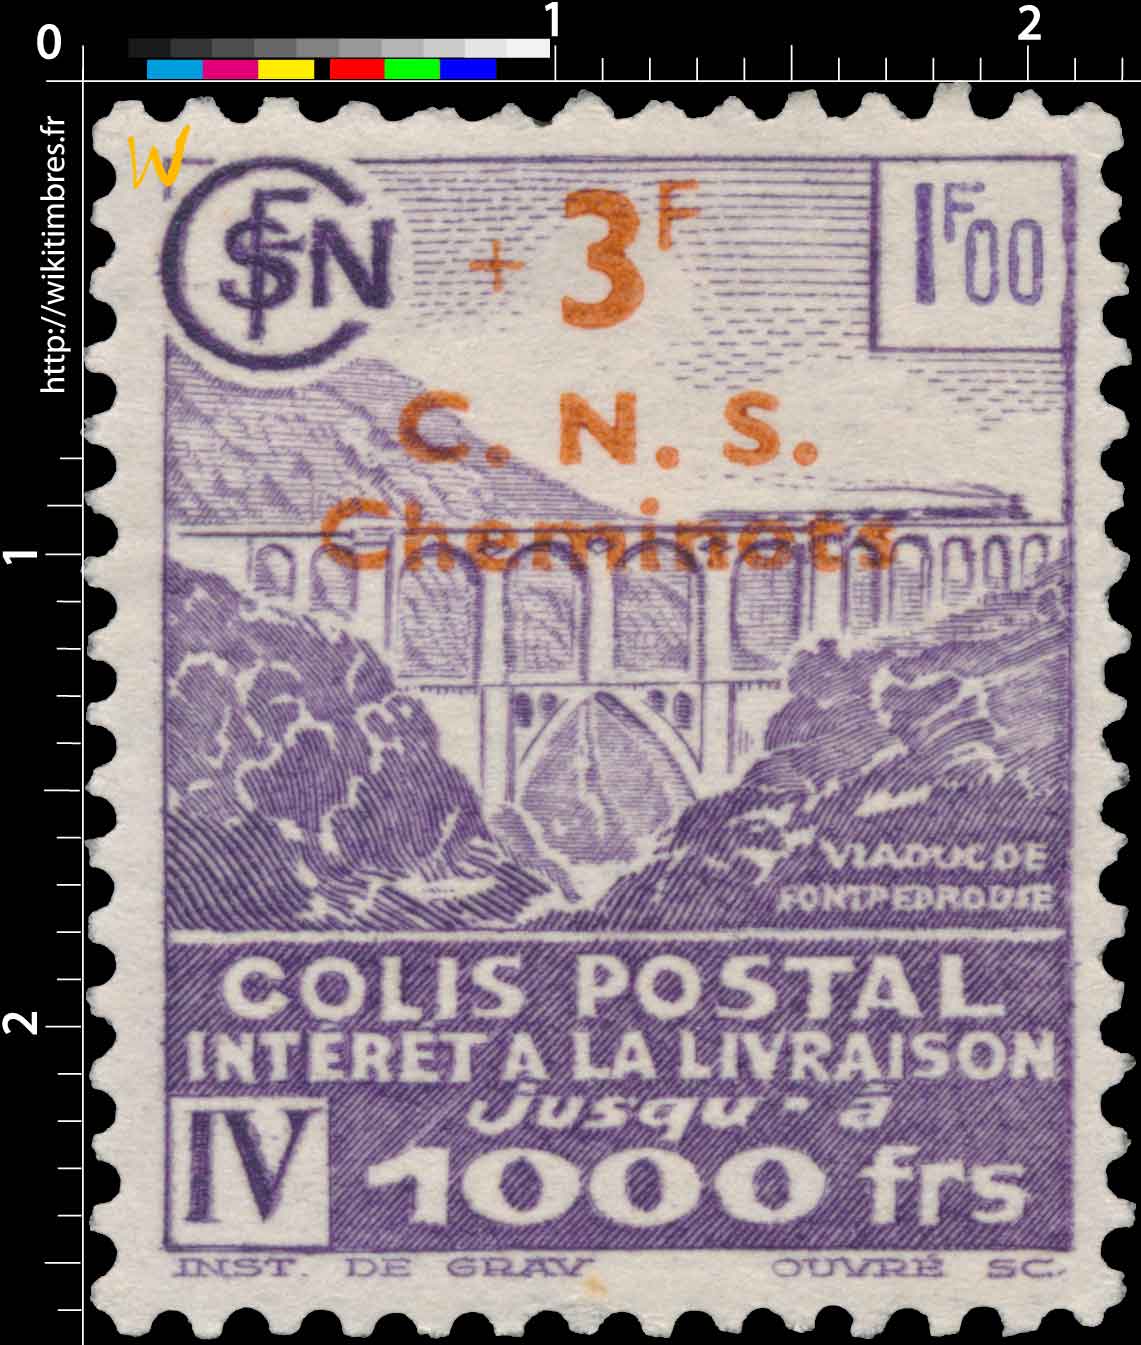 0 1 2
http://wikitimbres.fr
W
SNCF
1F00
+ 3F
C. N. S.
Cheminots
VIADUC DE
FONTPEDROUSE
1
2
COLIS POSTAL
INTÉRÊT A LA LIVRAISON
Jusqu'-à
IV
1000 frs
INST. DE GRAV OUVRÉ SC.